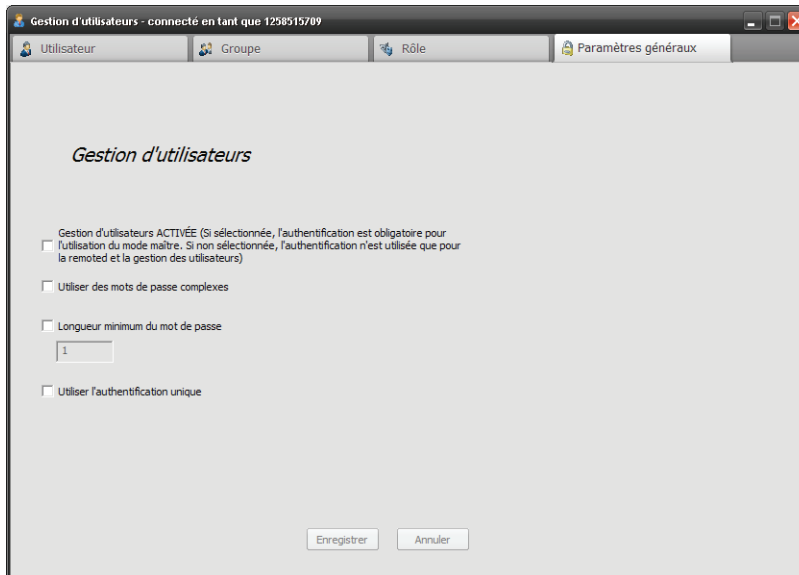 Gestion d'utilisateurs - connecté en tant que 1258515709
Utilisateur
Groupe
Rôle
Paramètres généraux
Gestion d'utilisateurs
Gestion d'utilisateurs ACTIVÉE (Si sélectionnée, l'authentification est obligatoire pour
l'utilisation du mode maître. Si non sélectionnée, l'authentification n'est utilisée que pour
la remoted et la gestion des utilisateurs)
Utiliser des mots de passe complexes
Longueur minimum du mot de passe
1
Utiliser l'authentification unique
Enregistrer
Annuler